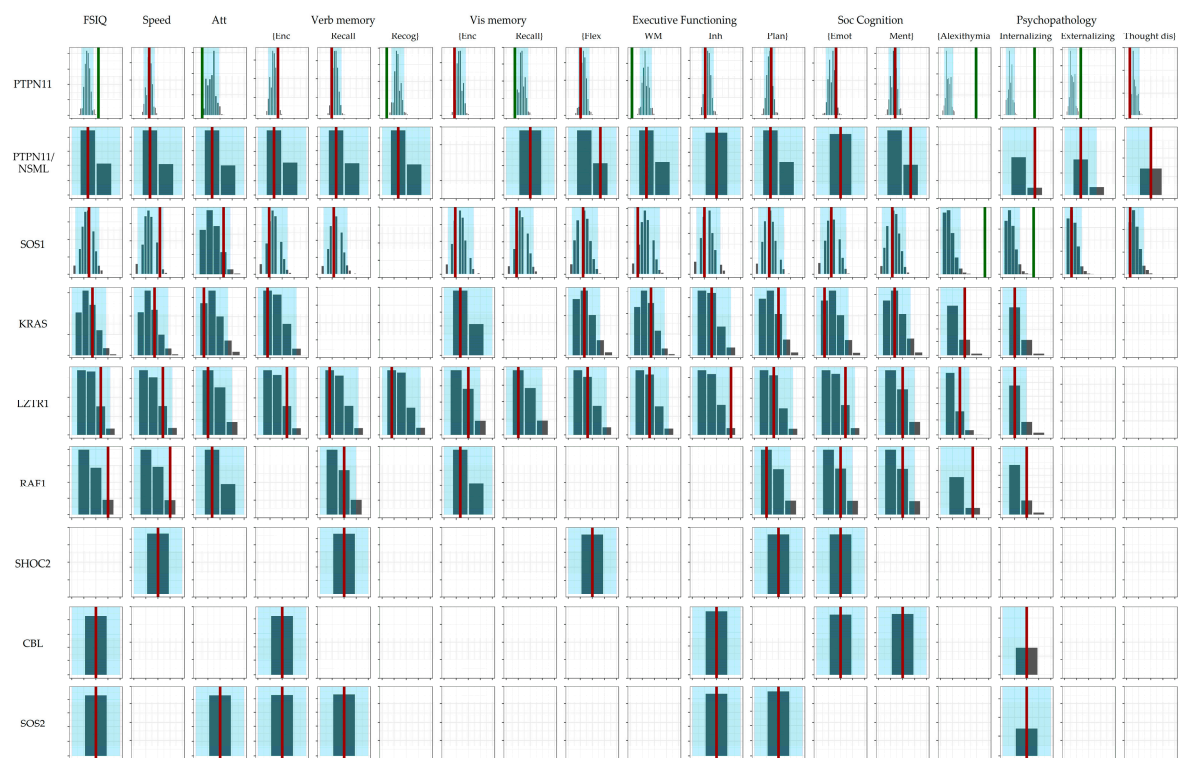 FSIQ Speed Att Verb memory Vis memory Executive Functioning Soc Cognition Psychopathology
[Enc Recall Recog] [Enc Recall] [Flex WM Inh Plan] [Emot Ment] [Alexithymia Internalizing Externalizing Thought dis]
PTPN11
PTPN11/
NSML
SOS1
KRAS
LZTR1
RAF1
SHOC2
CBL
SOS2